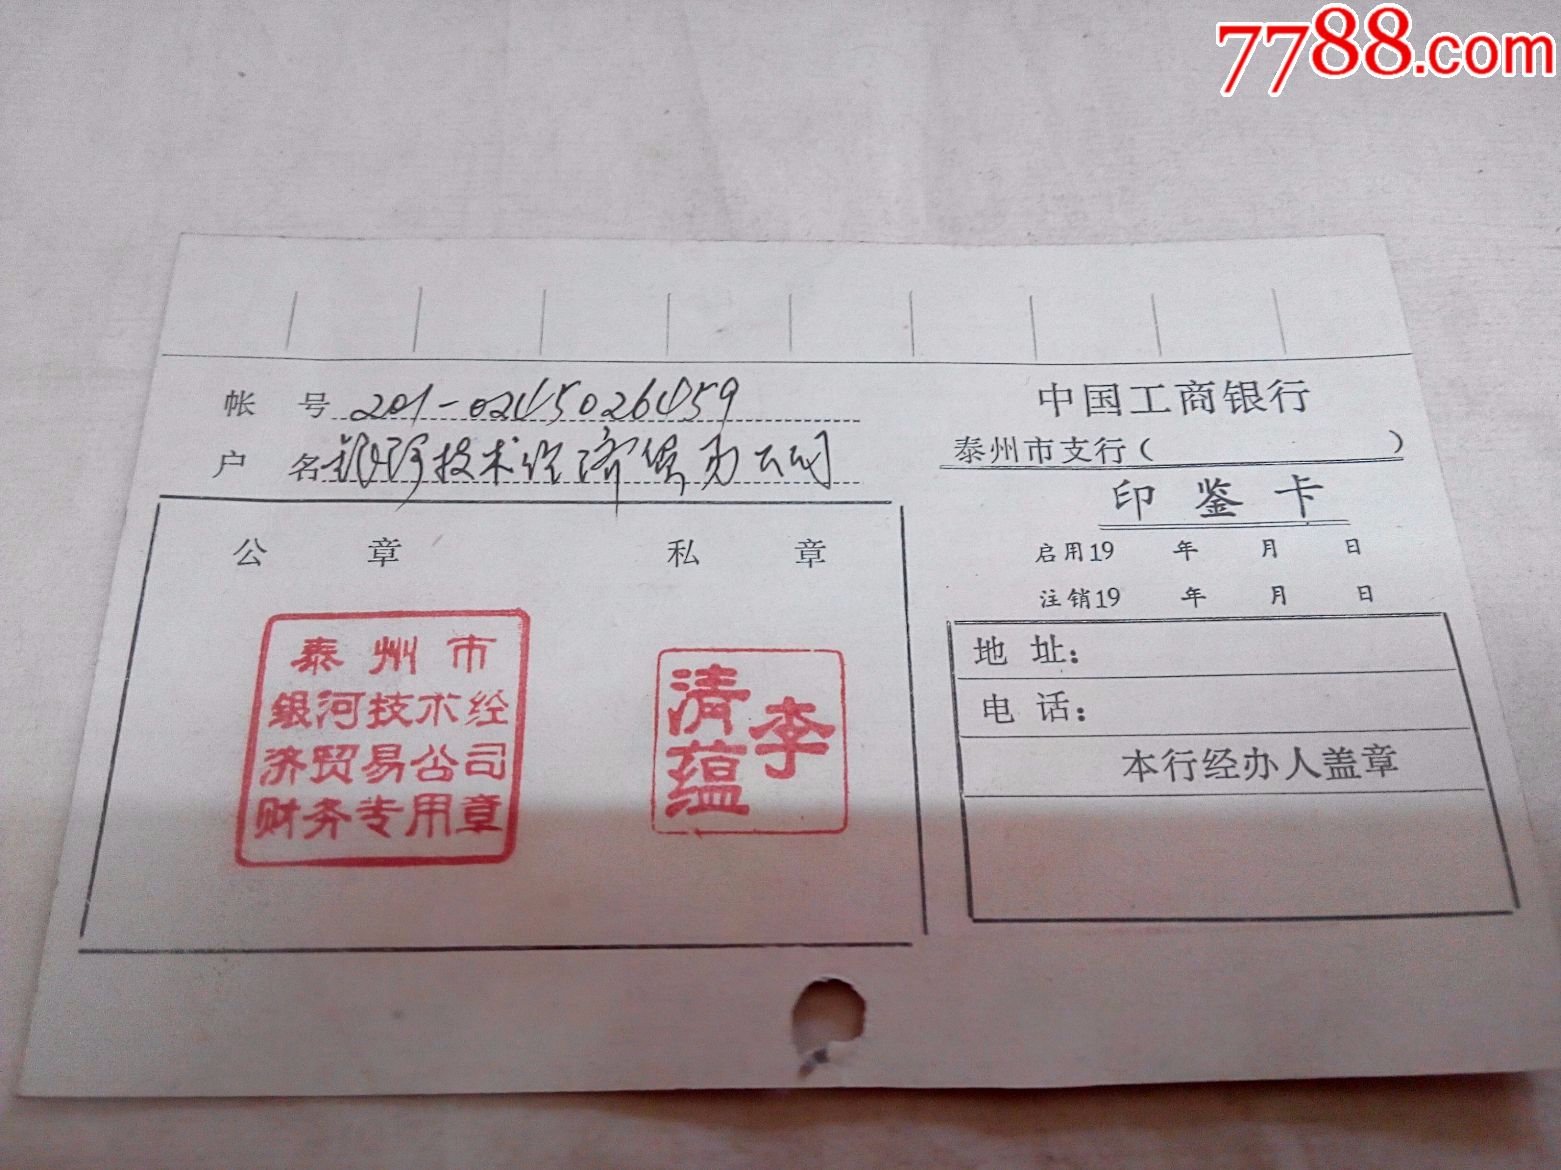 7788.com
帐 号 201-0245026459
户 名 银河技术经济贸易公司
中国工商银行
泰州市支行( )
印鉴卡
启用19 年 月 日
注销19 年 月 日
公 章
私 章
泰州市
银河技术经
济贸易公司
财务专用章
李
清蕴
地 址:
电 话:
本行经办人盖章